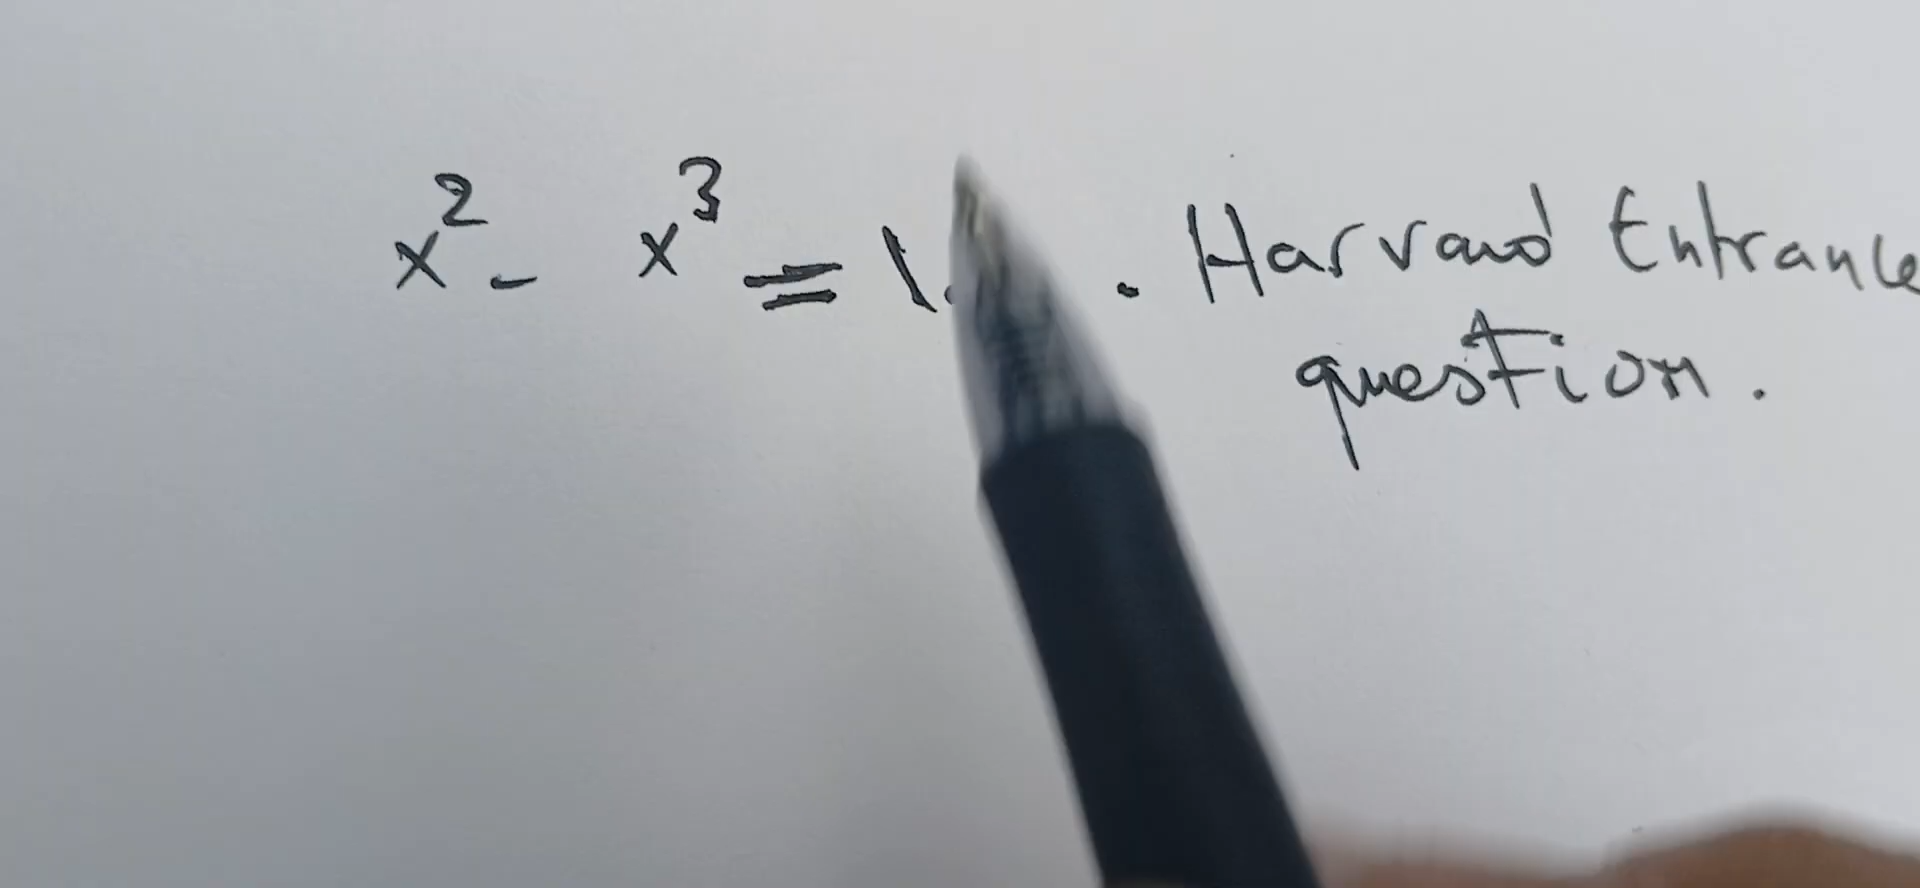 x² - x³ = 1. . Harvard Entrance
question.